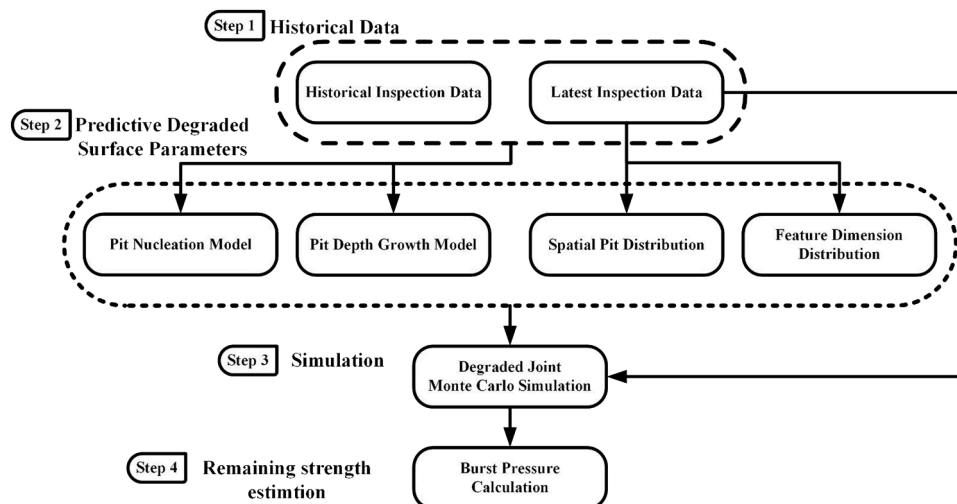 Step 1 Historical Data
Historical Inspection Data
Latest Inspection Data
Step 2 Predictive Degraded
Surface Parameters
Pit Nucleation Model
Pit Depth Growth Model
Spatial Pit Distribution
Feature Dimension
Distribution
Step 3 Simulation
Degraded Joint
Monte Carlo Simulation
Step 4 Remaining strength
estimtion
Burst Pressure
Calculation